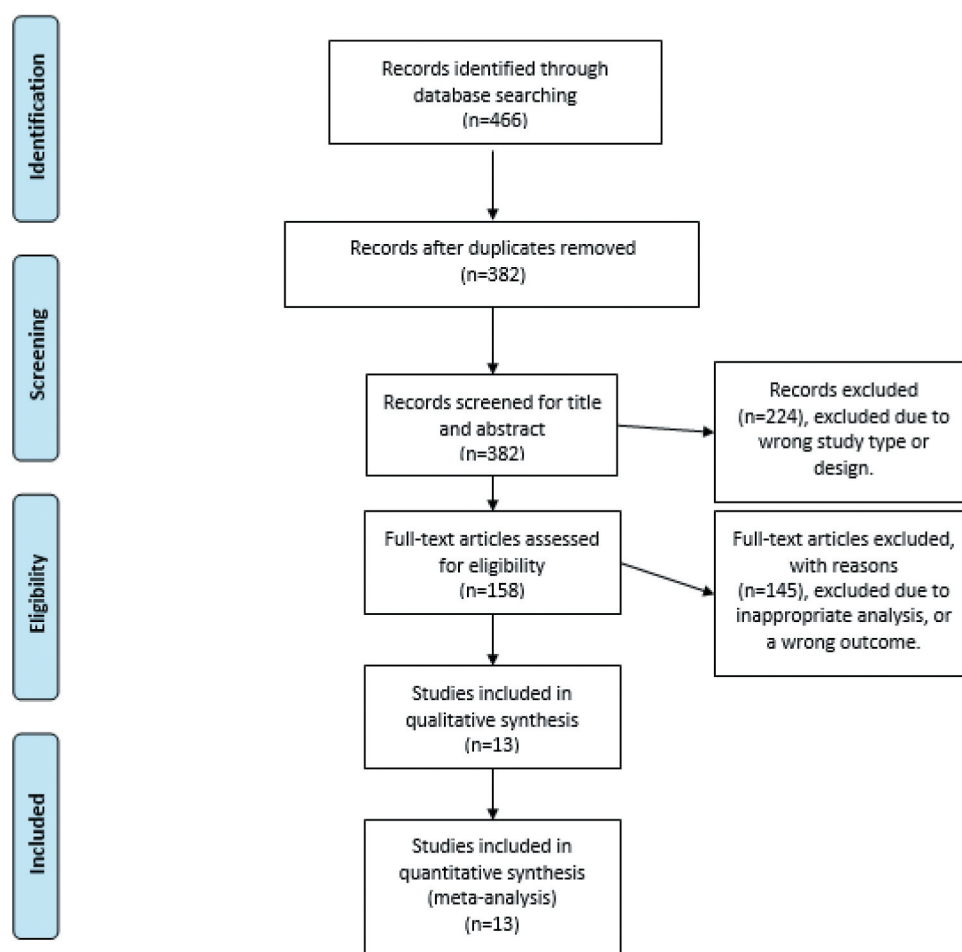 Identification
Records identified through
database searching
(n=466)
Records after duplicates removed
(n=382)
Screening
Records screened for title
and abstract
(n=382)
Records excluded
(n=224), excluded due to
wrong study type or
design.
Eligibility
Full-text articles assessed
for eligibility
(n=158)
Full-text articles excluded,
with reasons
(n=145), excluded due to
inappropriate analysis, or
a wrong outcome.
Studies included in
qualitative synthesis
(n=13)
Included
Studies included in
quantitative synthesis
(meta-analysis)
(n=13)